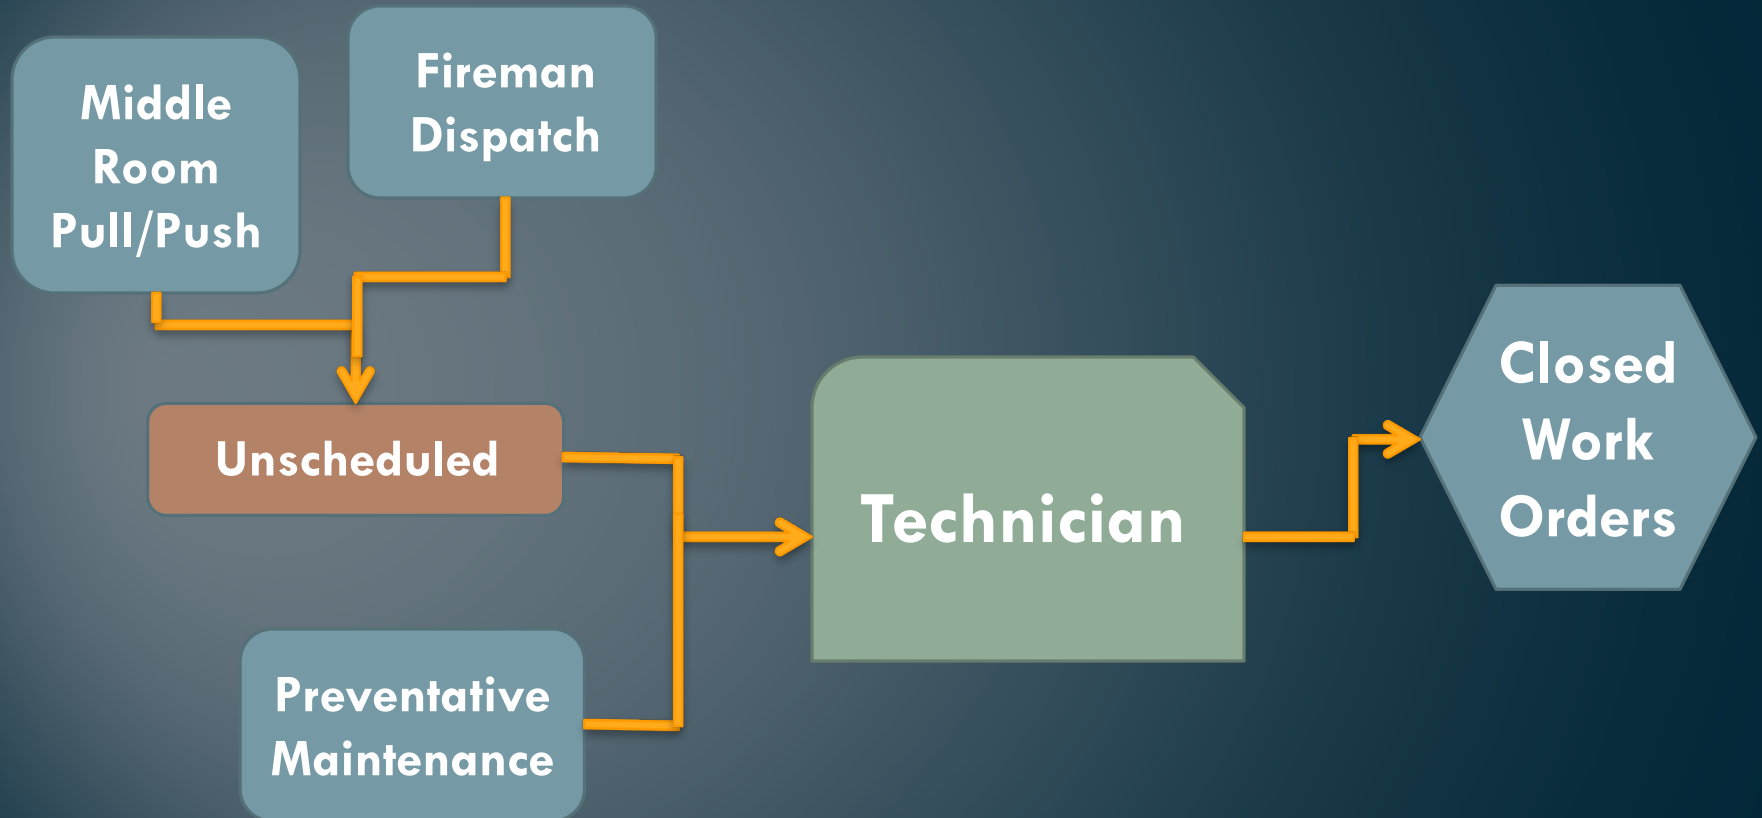 Middle
Room
Pull/Push
Fireman
Dispatch
Unscheduled
Preventative
Maintenance
Technician
Closed
Work
Orders